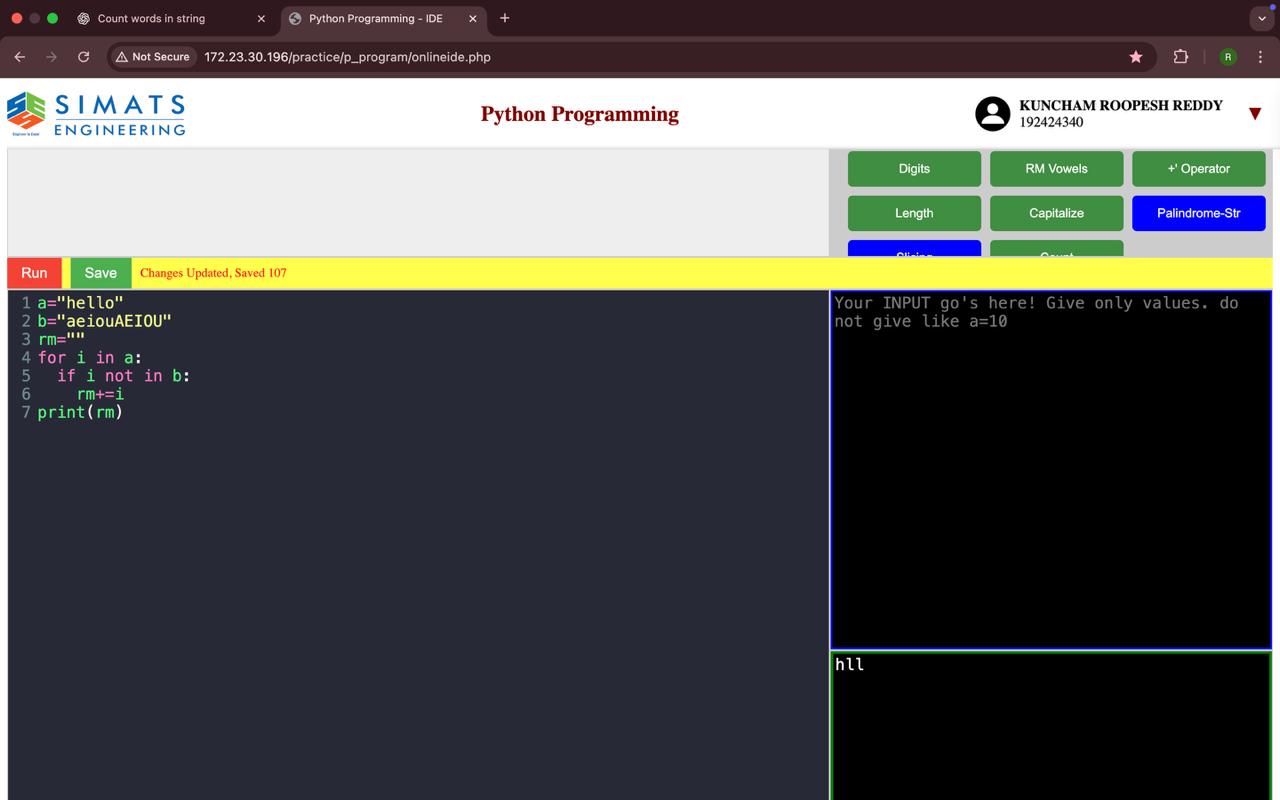 Count words in string
Python Programming - IDE
Not Secure
172.23.30.196/practice/p_program/onlineide.php
R
SIMATS
ENGINEERING
Python Programming
KUNCHAM ROOPESH REDDY
192424340
Digits
RM Vowels
+' Operator
Length
Capitalize
Palindrome-Str
Slicing
Count
Run
Save
Changes Updated, Saved 107
1 a="hello"
2 b="aeiouAEIOU"
3 rm=""
4 for i in a:
5   if i not in b:
6     rm+=i
7 print(rm)
Your INPUT go's here! Give only values. do
not give like a=10
hll